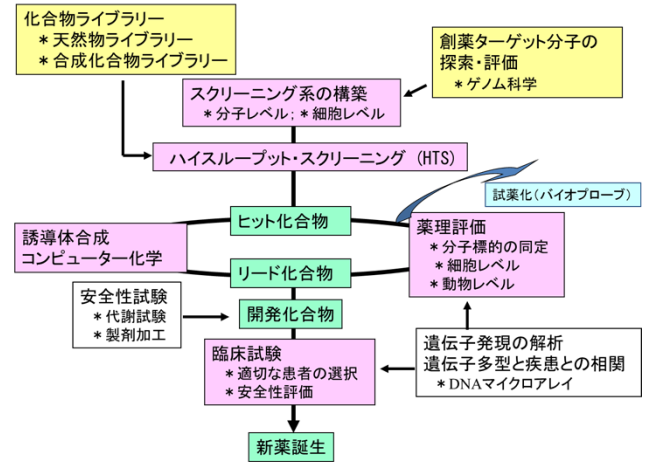 化合物ライブラリー
＊天然物ライブラリー
＊合成化合物ライブラリー
創薬ターゲット分子の
探索・評価
＊ゲノム科学
スクリーニング系の構築
＊分子レベル；＊細胞レベル
ハイスループット・スクリーニング (HTS)
試薬化（バイオプローブ）
ヒット化合物
誘導体合成
コンピューター化学
薬理評価
＊分子標的の同定
＊細胞レベル
＊動物レベル
リード化合物
安全性試験
＊代謝試験
＊製剤加工
開発化合物
遺伝子発現の解析
遺伝子多型と疾患との相関
＊DNAマイクロアレイ
臨床試験
＊適切な患者の選択
＊安全性評価
新薬誕生